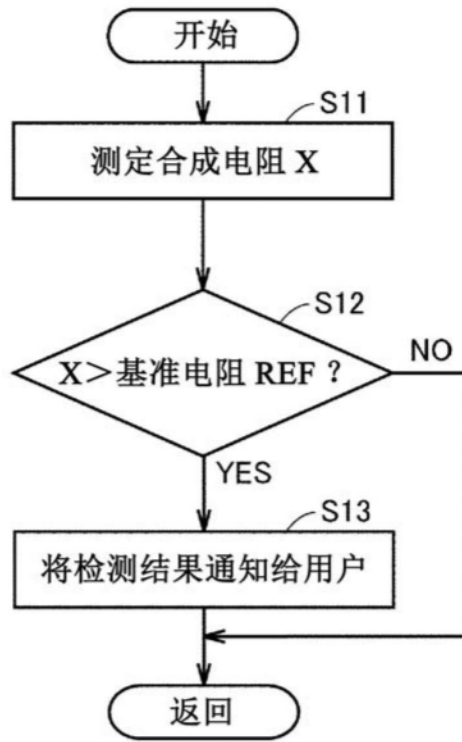 开始
S11
测定合成电阻 X
S12
X＞基准电阻 REF ？
NO
YES
S13
将检测结果通知给用户
返回